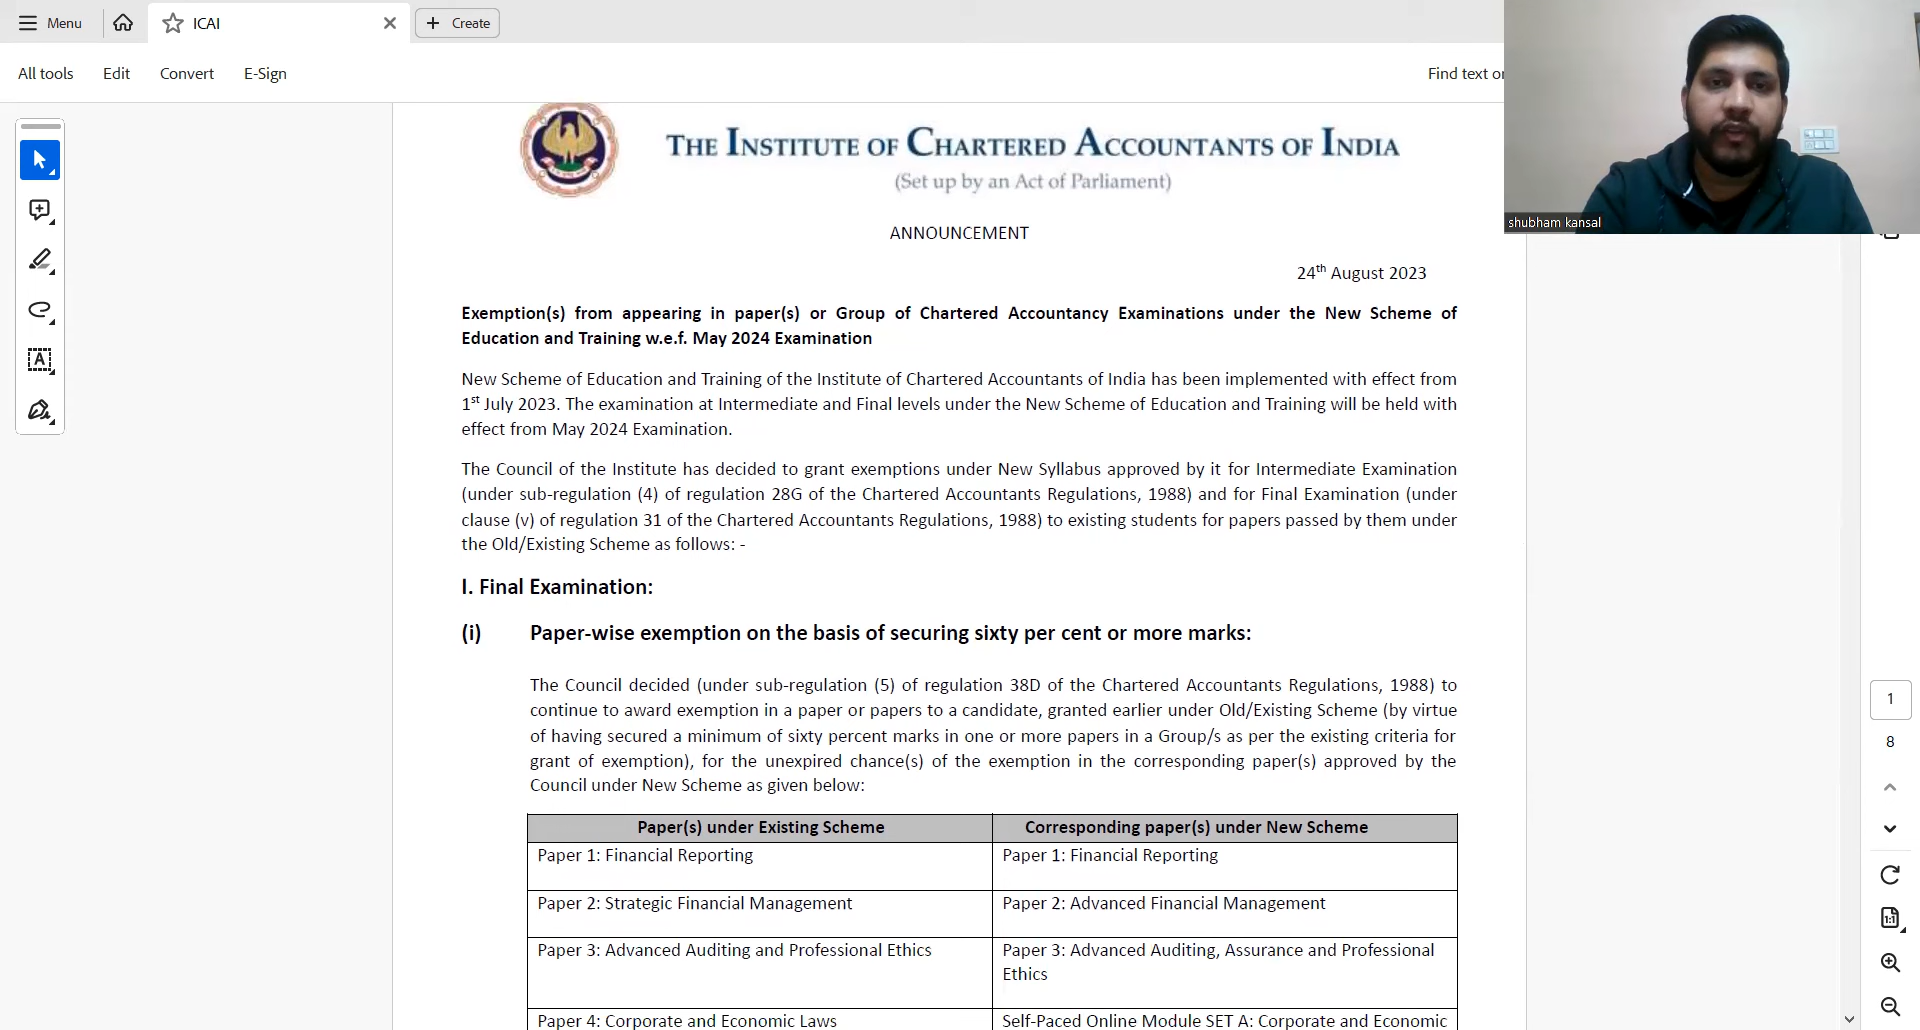 Menu
ICAI
Create
All tools
Edit
Convert
E-Sign
Find text or
shubham kansal
THE INSTITUTE OF CHARTERED ACCOUNTANTS OF INDIA
(Set up by an Act of Parliament)
ANNOUNCEMENT
24th August 2023
Exemption(s) from appearing in paper(s) or Group of Chartered Accountancy Examinations under the New Scheme of
Education and Training w.e.f. May 2024 Examination
New Scheme of Education and Training of the Institute of Chartered Accountants of India has been implemented with effect from
1st July 2023. The examination at Intermediate and Final levels under the New Scheme of Education and Training will be held with
effect from May 2024 Examination.
The Council of the Institute has decided to grant exemptions under New Syllabus approved by it for Intermediate Examination
(under sub-regulation (4) of regulation 28G of the Chartered Accountants Regulations, 1988) and for Final Examination (under
clause (v) of regulation 31 of the Chartered Accountants Regulations, 1988) to existing students for papers passed by them under
the Old/Existing Scheme as follows: -
I. Final Examination:
(i) Paper-wise exemption on the basis of securing sixty per cent or more marks:
The Council decided (under sub-regulation (5) of regulation 38D of the Chartered Accountants Regulations, 1988) to
continue to award exemption in a paper or papers to a candidate, granted earlier under Old/Existing Scheme (by virtue
of having secured a minimum of sixty percent marks in one or more papers in a Group/s as per the existing criteria for
grant of exemption), for the unexpired chance(s) of the exemption in the corresponding paper(s) approved by the
Council under New Scheme as given below:
Paper(s) under Existing Scheme
Corresponding paper(s) under New Scheme
Paper 1: Financial Reporting
Paper 1: Financial Reporting
Paper 2: Strategic Financial Management
Paper 2: Advanced Financial Management
Paper 3: Advanced Auditing and Professional Ethics
Paper 3: Advanced Auditing, Assurance and Professional
Ethics
Paper 4: Corporate and Economic Laws
Self-Paced Online Module SET A: Corporate and Economic
1
8